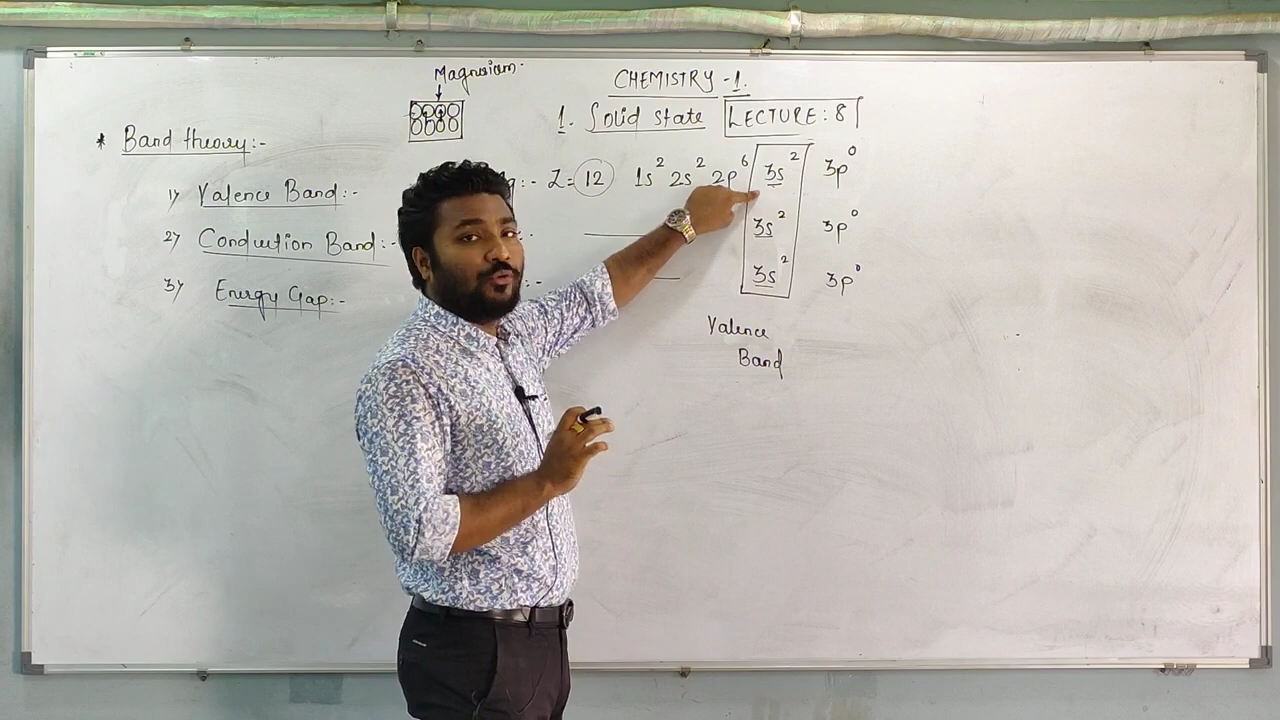 Magnesium.
CHEMISTRY - 1.
1. Solid state LECTURE : 8
* Band theory:-
1) Valence Band:-
2) Conduction Band:-
3) Energy Gap:-
g:- Z= 12 1s² 2s² 2p⁶ 3s² 3p⁰
:-
3s² 3p⁰
:-
3s² 3p⁰
Valence
Band